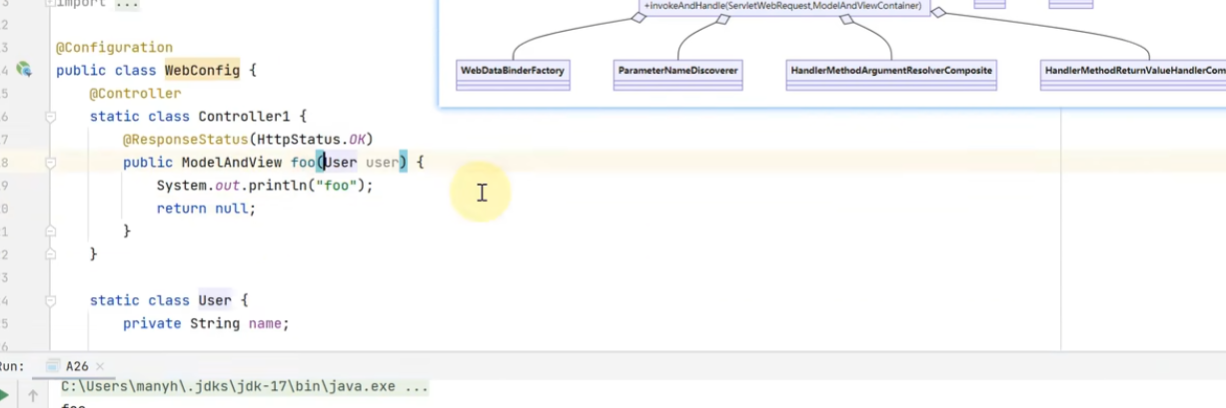 import ...
+invokeAndHandle(ServletWebRequest,ModelAndViewContainer)
WebDataBinderFactory
ParameterNameDiscoverer
HandlerMethodArgumentResolverComposite
HandlerMethodReturnValueHandlerCom
@Configuration
public class WebConfig {
@Controller
static class Controller1 {
@ResponseStatus(HttpStatus.OK)
public ModelAndView foo(User user) {
System.out.println("foo");
return null;
}
}
static class User {
private String name;
Run:
A26
C:\Users\manyh\.jdks\jdk-17\bin\java.exe ...
foo